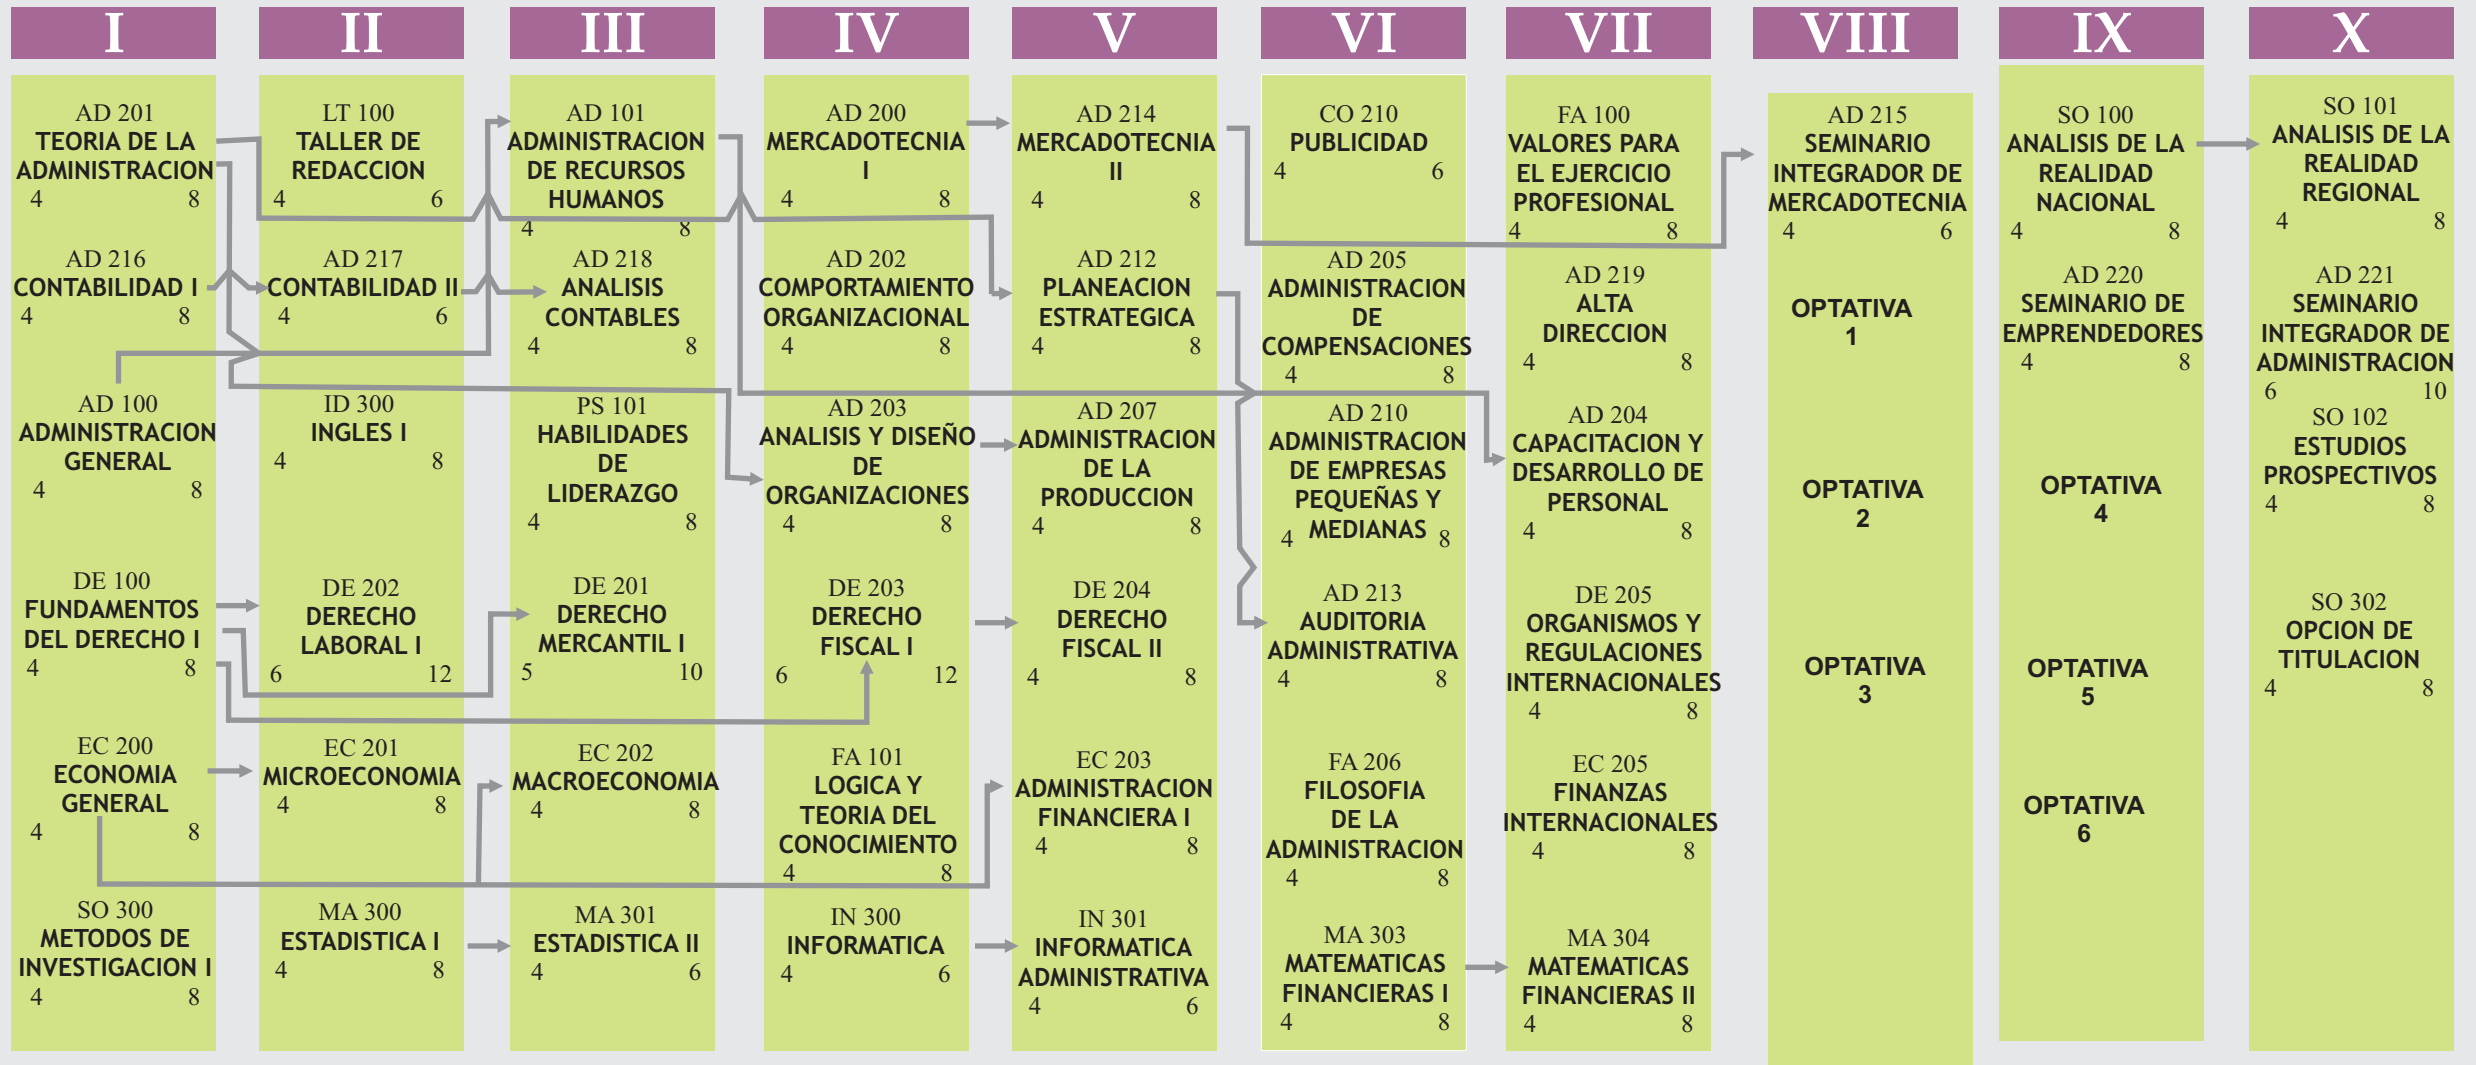 I
II
III
IV
V
VI
VII
VIII
IX
X
AD 201
TEORIA DE LA
ADMINISTRACION
4 8
AD 216
CONTABILIDAD I
4 8
AD 100
ADMINISTRACION
GENERAL
4 8
DE 100
FUNDAMENTOS
DEL DERECHO I
4 8
EC 200
ECONOMIA
GENERAL
4 8
SO 300
METODOS DE
INVESTIGACION I
4 8
LT 100
TALLER DE
REDACCION
4 6
AD 217
CONTABILIDAD II
4 6
ID 300
INGLES I
4 8
DE 202
DERECHO
LABORAL I
6 12
EC 201
MICROECONOMIA
4 8
MA 300
ESTADISTICA I
4 8
AD 101
ADMINISTRACION
DE RECURSOS
HUMANOS
4 8
AD 218
ANALISIS
CONTABLES
4 8
PS 101
HABILIDADES
DE
LIDERAZGO
4 8
DE 201
DERECHO
MERCANTIL I
5 10
EC 202
MACROECONOMIA
4 8
MA 301
ESTADISTICA II
4 6
AD 200
MERCADOTECNIA
I
4 8
AD 202
COMPORTAMIENTO
ORGANIZACIONAL
4 8
AD 203
ANALISIS Y DISEÑO
DE
ORGANIZACIONES
4 8
DE 203
DERECHO
FISCAL I
6 12
FA 101
LOGICA Y
TEORIA DEL
CONOCIMIENTO
4 8
IN 300
INFORMATICA
4 6
AD 214
MERCADOTECNIA
II
4 8
AD 212
PLANEACION
ESTRATEGICA
4 8
AD 207
ADMINISTRACION
DE LA
PRODUCCION
4 8
DE 204
DERECHO
FISCAL II
4 8
EC 203
ADMINISTRACION
FINANCIERA I
4 8
IN 301
INFORMATICA
ADMINISTRATIVA
4 6
CO 210
PUBLICIDAD
4 6
AD 205
ADMINISTRACION
DE
COMPENSACIONES
4 8
AD 210
ADMINISTRACION
DE EMPRESAS
PEQUEÑAS Y
MEDIANAS
4 8
AD 213
AUDITORIA
ADMINISTRATIVA
4 8
FA 206
FILOSOFIA
DE LA
ADMINISTRACION
4 8
MA 303
MATEMATICAS
FINANCIERAS I
4 8
FA 100
VALORES PARA
EL EJERCICIO
PROFESIONAL
4 8
AD 219
ALTA
DIRECCION
4 8
AD 204
CAPACITACION Y
DESARROLLO DE
PERSONAL
4 8
DE 205
ORGANISMOS Y
REGULACIONES
INTERNACIONALES
4 8
EC 205
FINANZAS
INTERNACIONALES
4 8
MA 304
MATEMATICAS
FINANCIERAS II
4 8
AD 215
SEMINARIO
INTEGRADOR DE
MERCADOTECNIA
4 6
OPTATIVA
1
OPTATIVA
2
OPTATIVA
3
SO 100
ANALISIS DE LA
REALIDAD
NACIONAL
4 8
AD 220
SEMINARIO DE
EMPRENDEDORES
4 8
OPTATIVA
4
OPTATIVA
5
OPTATIVA
6
SO 101
ANALISIS DE LA
REALIDAD
REGIONAL
4 8
AD 221
SEMINARIO
INTEGRADOR DE
ADMINISTRACION
6 10
SO 102
ESTUDIOS
PROSPECTIVOS
4 8
SO 302
OPCION DE
TITULACION
4 8